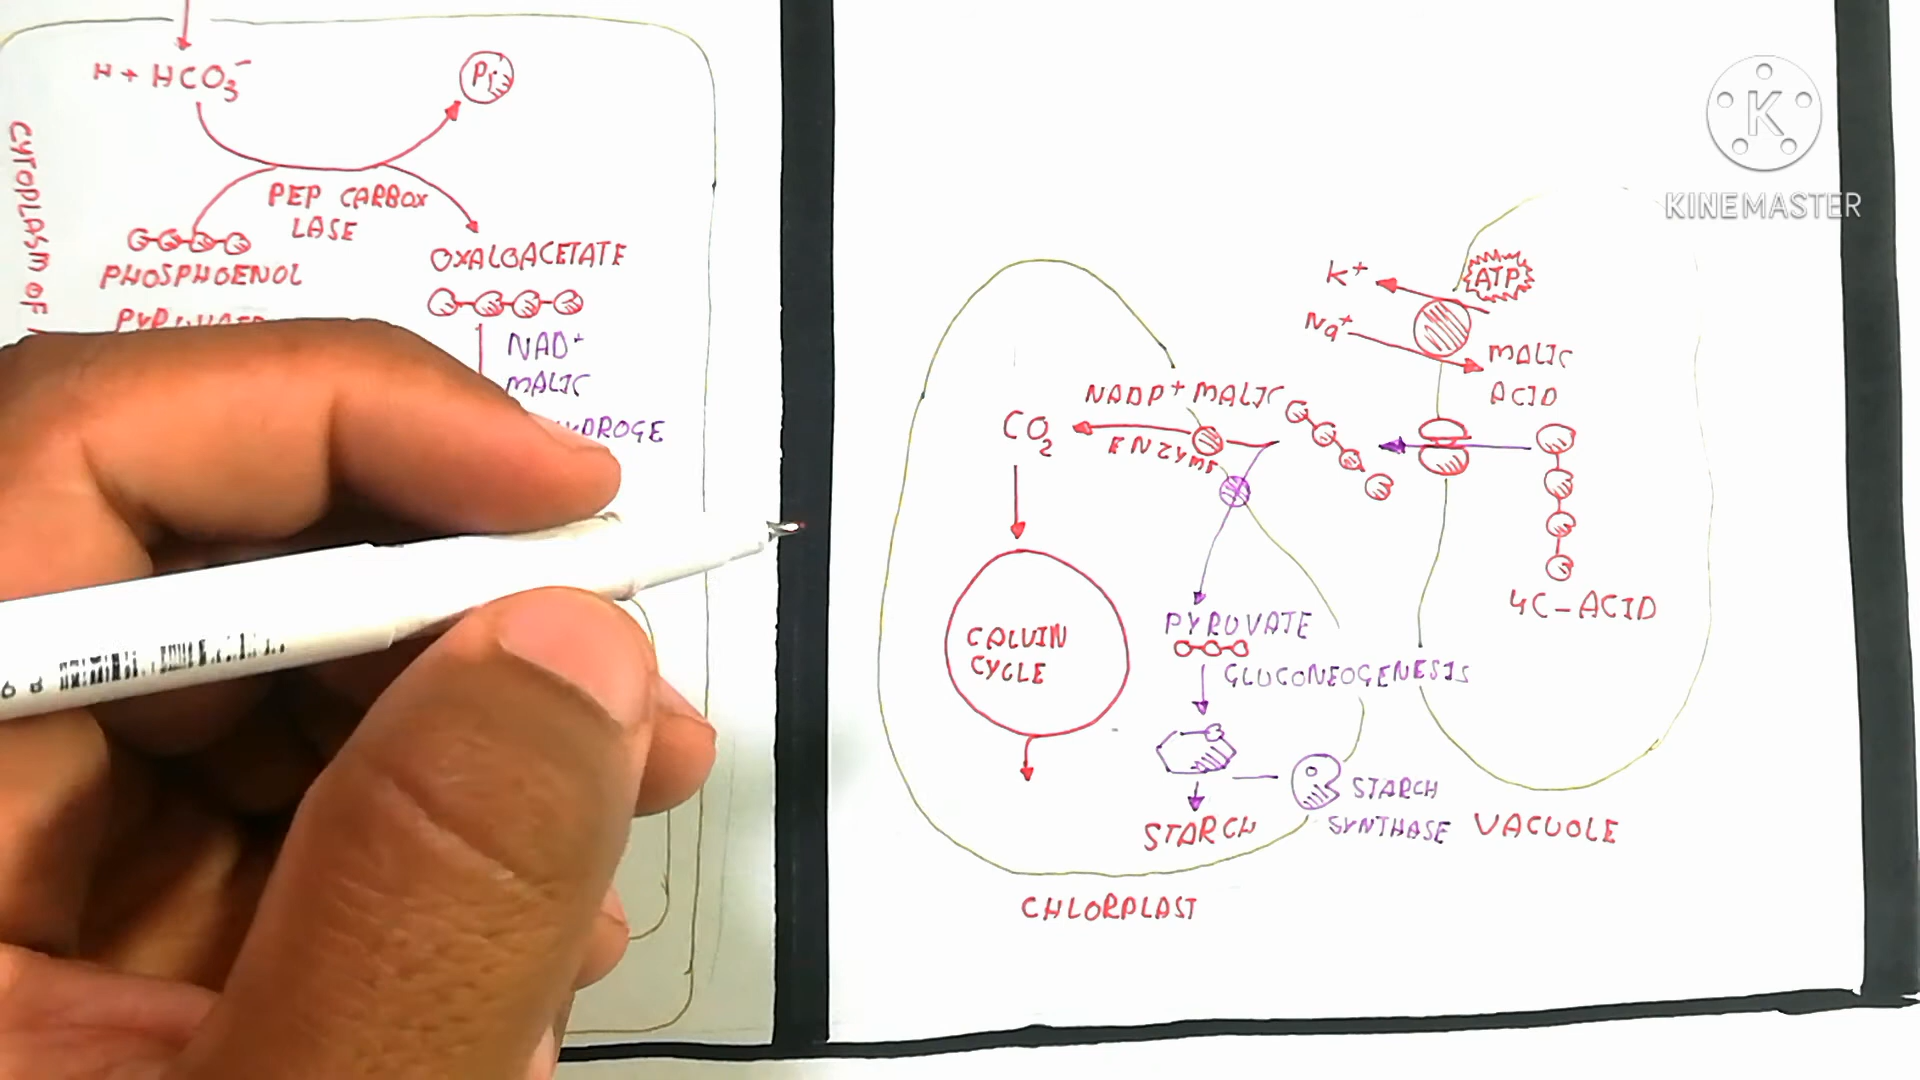 H + HCO3-
Pi
PEP CARBOX
LASE
PHOSPHOENOL
OXALOACETATE
NAD+
MALIC
CYTOPLASM OF
K
KINEMASTER
K+
ATP
Na+
MALIC
ACID
NADP+ MALIC
ENZYME
CO2
4C-ACID
CALVIN
CYCLE
PYRUVATE
GLUCONEOGENESIS
STARCH
SYNTHASE
STARCH
VACUOLE
CHLORPLAST